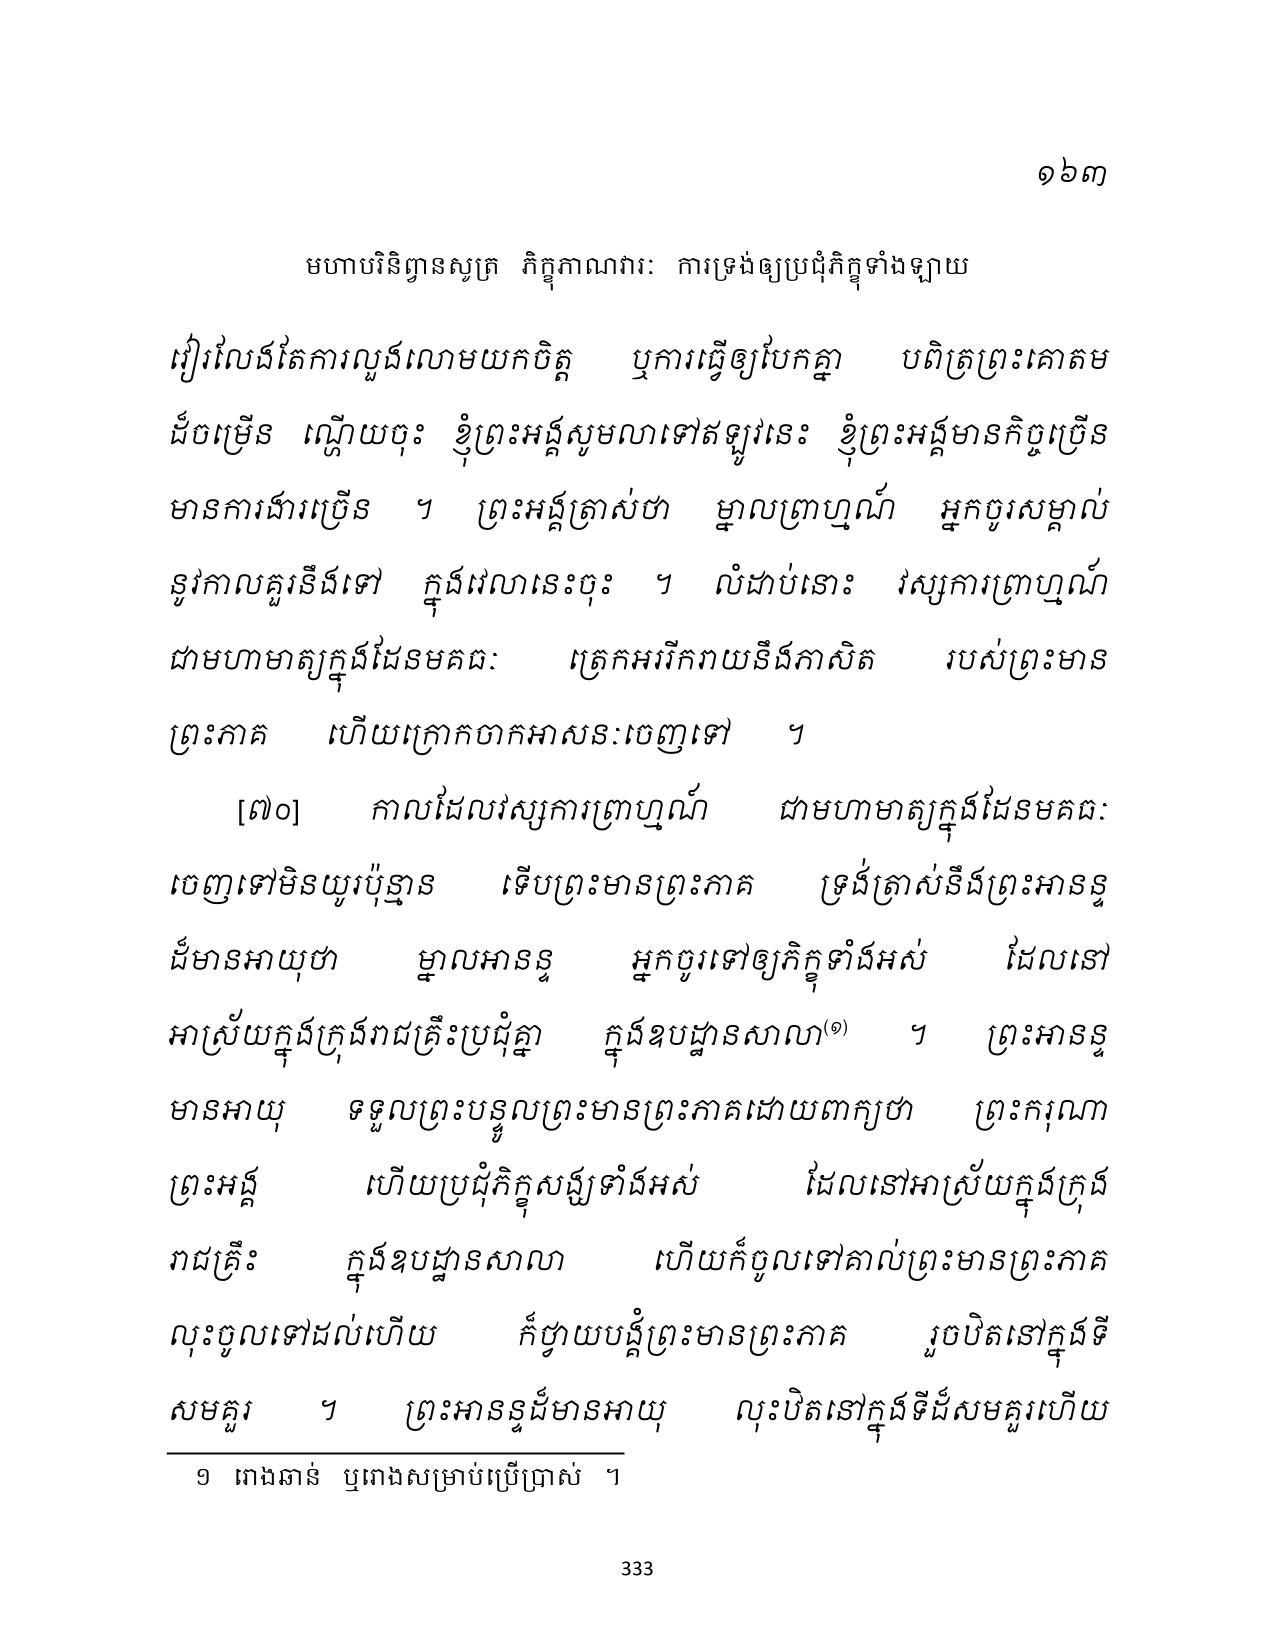 ១៦៣
មហាបរិនិព្វានសូត្រ ភិក្ខុភាណវារៈ ការទ្រង់ឲ្យប្រជុំភិក្ខុទាំងឡាយ
វៀរលែងតែការលួងលោមយកចិត្ត ឬការធ្វើឲ្យបែកគ្នា បពិត្រព្រះគោតម
ដ៏ចម្រើន ណ្ហើយចុះ ខ្ញុំព្រះអង្គសូមលាទៅឥឡូវនេះ ខ្ញុំព្រះអង្គមានកិច្ចច្រើន
មានការងារច្រើន ។ ព្រះអង្គត្រាស់ថា ម្នាលព្រាហ្មណ៍ អ្នកចូរសម្គាល់
នូវកាលគួរនឹងទៅ ក្នុងវេលានេះចុះ ។ លំដាប់នោះ វស្សការព្រាហ្មណ៍
ជាមហាមាត្យក្នុងដែនមគធៈ ត្រេកអររីករាយនឹងភាសិត របស់ព្រះមាន
ព្រះភាគ ហើយក្រោកចាកអាសនៈចេញទៅ ។
[៧០] កាលដែលវស្សការព្រាហ្មណ៍ ជាមហាមាត្យក្នុងដែនមគធៈ
ចេញទៅមិនយូរប៉ុន្មាន ទើបព្រះមានព្រះភាគ ទ្រង់ត្រាស់នឹងព្រះអានន្ទ
ដ៏មានអាយុថា ម្នាលអានន្ទ អ្នកចូរទៅឲ្យភិក្ខុទាំងអស់ ដែលនៅ
អាស្រ័យក្នុងក្រុងរាជគ្រឹះប្រជុំគ្នា ក្នុងឧបដ្ឋានសាលា(១) ។ ព្រះអានន្ទ
មានអាយុ ទទួលព្រះបន្ទូលព្រះមានព្រះភាគដោយពាក្យថា ព្រះករុណា
ព្រះអង្គ ហើយប្រជុំភិក្ខុសង្ឃទាំងអស់ ដែលនៅអាស្រ័យក្នុងក្រុង
រាជគ្រឹះ ក្នុងឧបដ្ឋានសាលា ហើយក៏ចូលទៅគាល់ព្រះមានព្រះភាគ
លុះចូលទៅដល់ហើយ ក៏ថ្វាយបង្គំព្រះមានព្រះភាគ រួចឋិតនៅក្នុងទី
សមគួរ ។ ព្រះអានន្ទដ៏មានអាយុ លុះឋិតនៅក្នុងទីដ៏សមគួរហើយ
១ រោងឆាន់ ឬរោងសម្រាប់ប្រើប្រាស់ ។
333